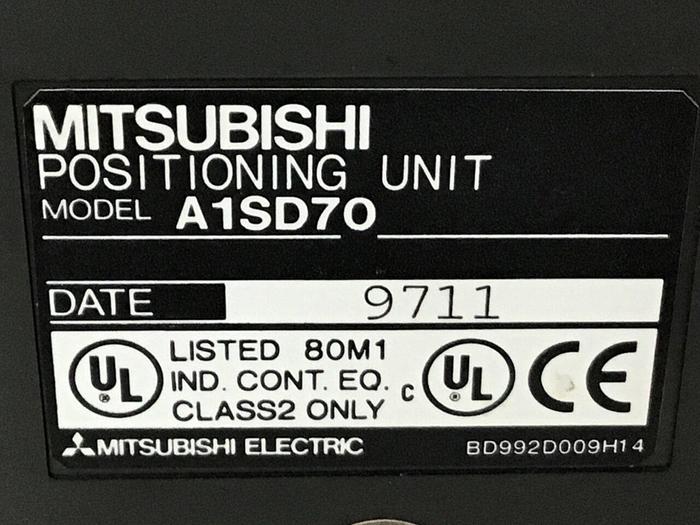 MITSUBISHI
POSITIONING UNIT
MODEL A1SD70
DATE 9711
UL LISTED 80M1 c UL CE
IND. CONT. EQ.
CLASS2 ONLY
MITSUBISHI ELECTRIC BD992D009H14